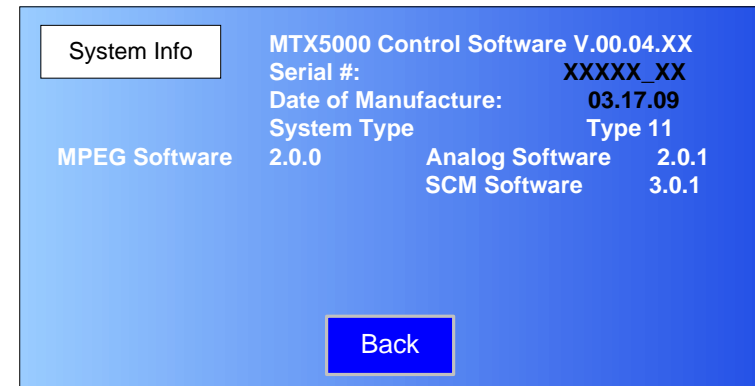 System Info
MTX5000 Control Software V.00.04.XX
Serial #: XXXXX_XX
Date of Manufacture: 03.17.09
System Type Type 11
MPEG Software 2.0.0 Analog Software 2.0.1
SCM Software 3.0.1
Back